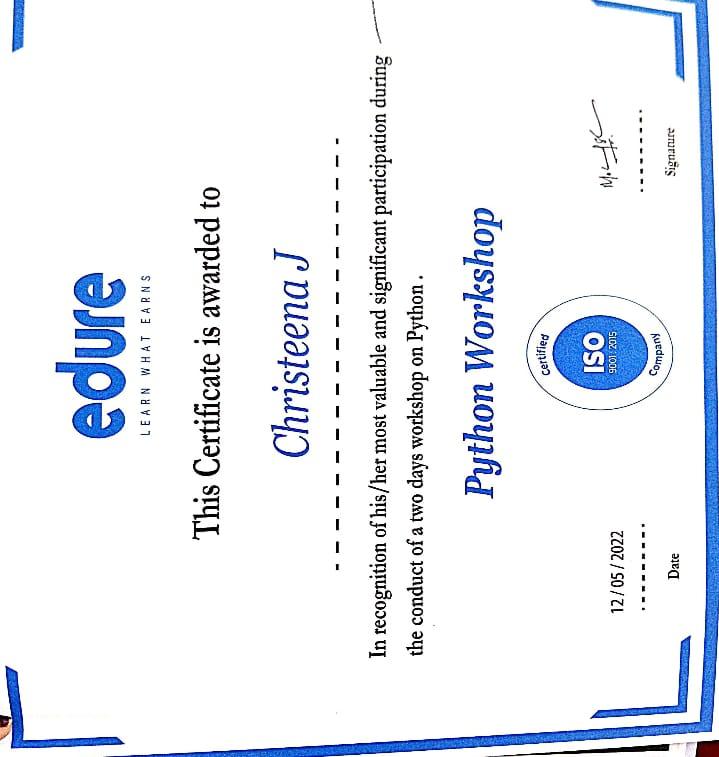 edure
LEARN WHAT EARNS
This Certificate is awarded to
Christeena J
In recognition of his/her most valuable and significant participation during
the conduct of a two days workshop on Python .
Python Workshop
Certified
ISO
9001:2015
Company
12/05/2022
Date
Signature